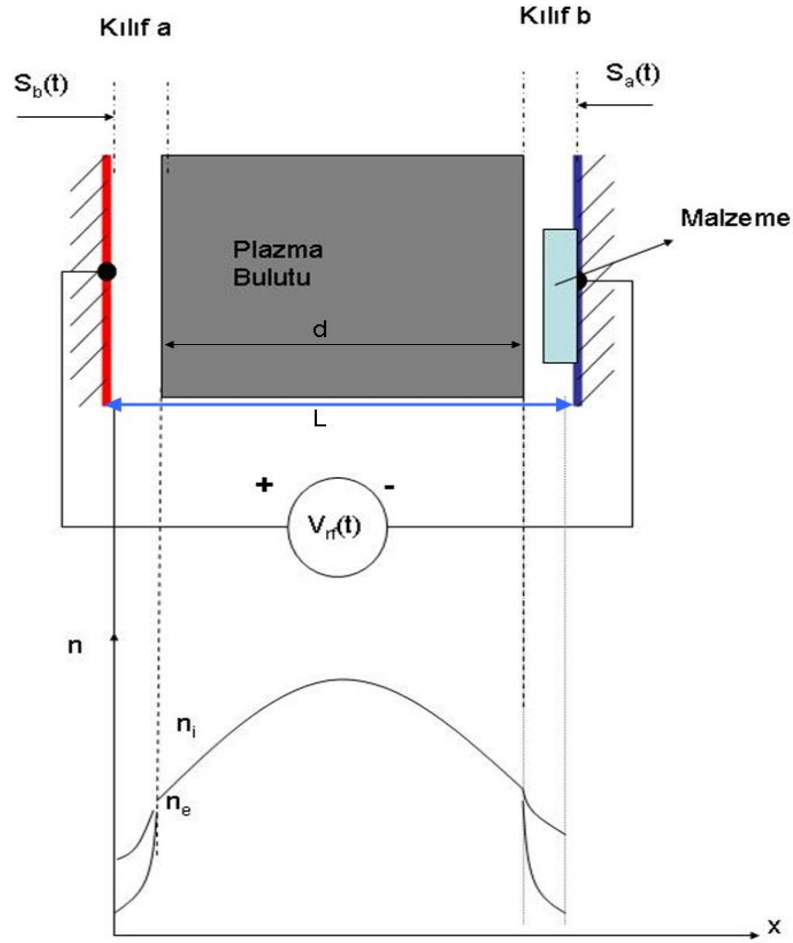 Kılıf a
Kılıf b
Sb(t)
Sa(t)
Malzeme
Plazma
Bulutu
d
L
+
-
Vrf(t)
n
ni
ne
x